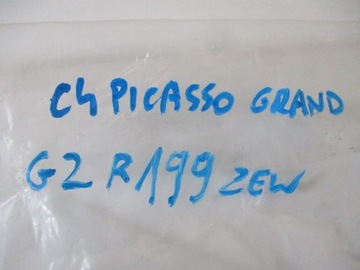 C4 PICASSO GRAND
G2 R199 ZEW